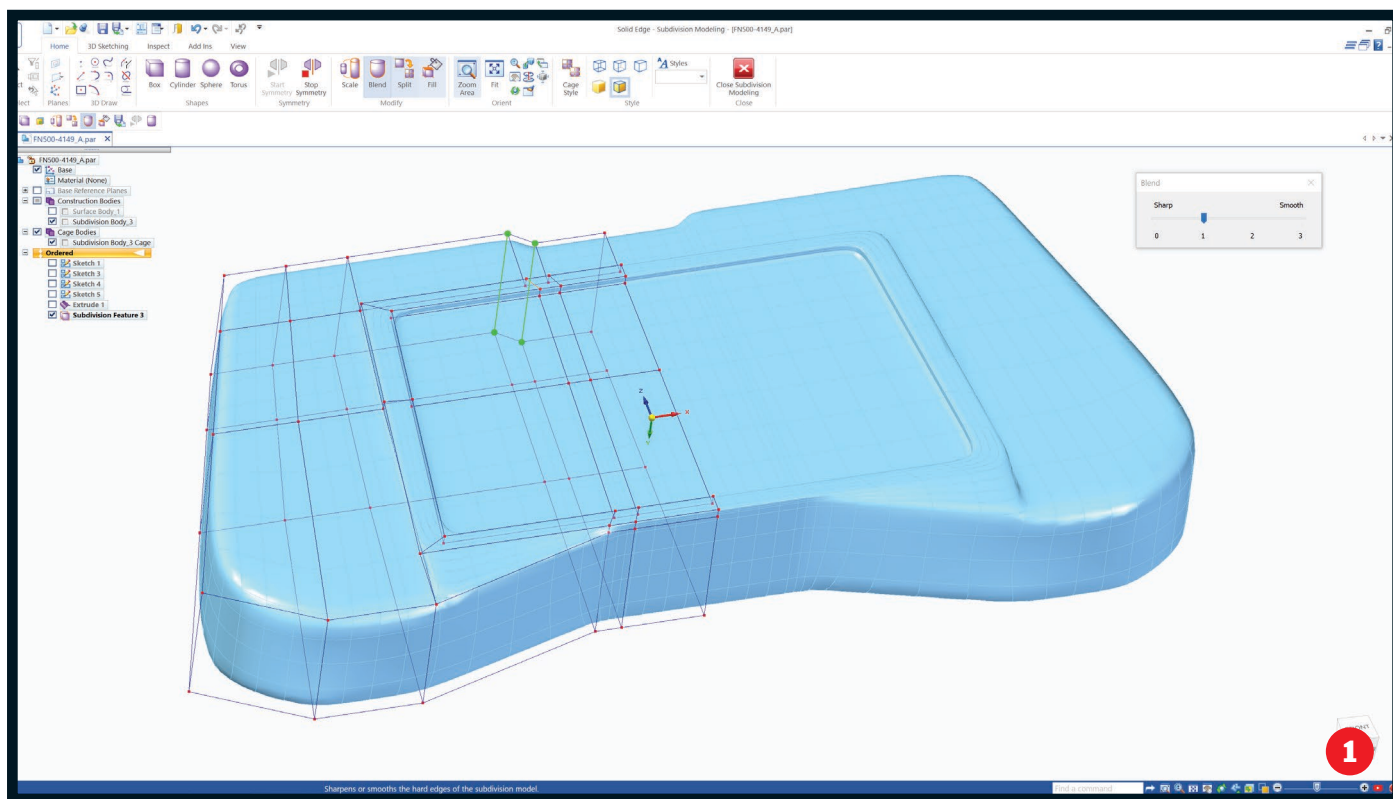 Solid Edge - Subdivision Modeling - [FN500-4149_A.par]
Home 3D Sketching Inspect Add Ins View
Box Cylinder Sphere Torus Start Symmetry Stop Symmetry Scale Blend Split Fill Zoom Area Fit Cage Style Styles Close Subdivision Modeling
Planes 3D Draw Shapes Symmetry Modify Orient Style Close
FN500-4149_A.par
FN500-4149_A.par
Base
Material (None)
Base Reference Planes
Construction Bodies
Surface Body_1
Subdivision Body_3
Cage Bodies
Subdivision Body_3 Cage
Ordered
Sketch 1
Sketch 3
Sketch 4
Sketch 5
Extrude 1
Subdivision Feature 3
Blend
Sharp Smooth
0 1 2 3
Z
X
Y
1
Sharpens or smooths the hard edges of the subdivision model.
Find a command